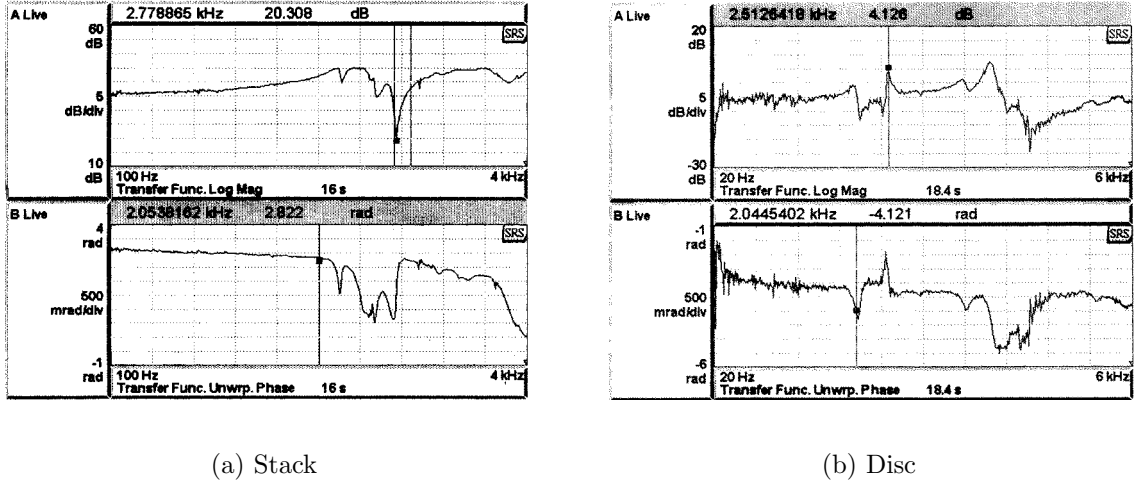 A Live 2.778865 kHz 20.308 dB
60 dB
SRS
5 dB/div
10 dB
100 Hz 4 kHz
Transfer Func. Log Mag 16 s
B Live 2.0538162 kHz 2.822 rad
4 rad
SRS
500 mrad/div
-1 rad
100 Hz 4 kHz
Transfer Func. Unwrp. Phase 16 s
(a) Stack
A Live 2.5126418 kHz 4.126 dB
20 dB
SRS
5 dB/div
-30 dB
20 Hz 6 kHz
Transfer Func. Log Mag 18.4 s
B Live 2.0445402 kHz -4.121 rad
-1 rad
SRS
500 mrad/div
-6 rad
20 Hz 6 kHz
Transfer Func. Unwrp. Phase 18.4 s
(b) Disc